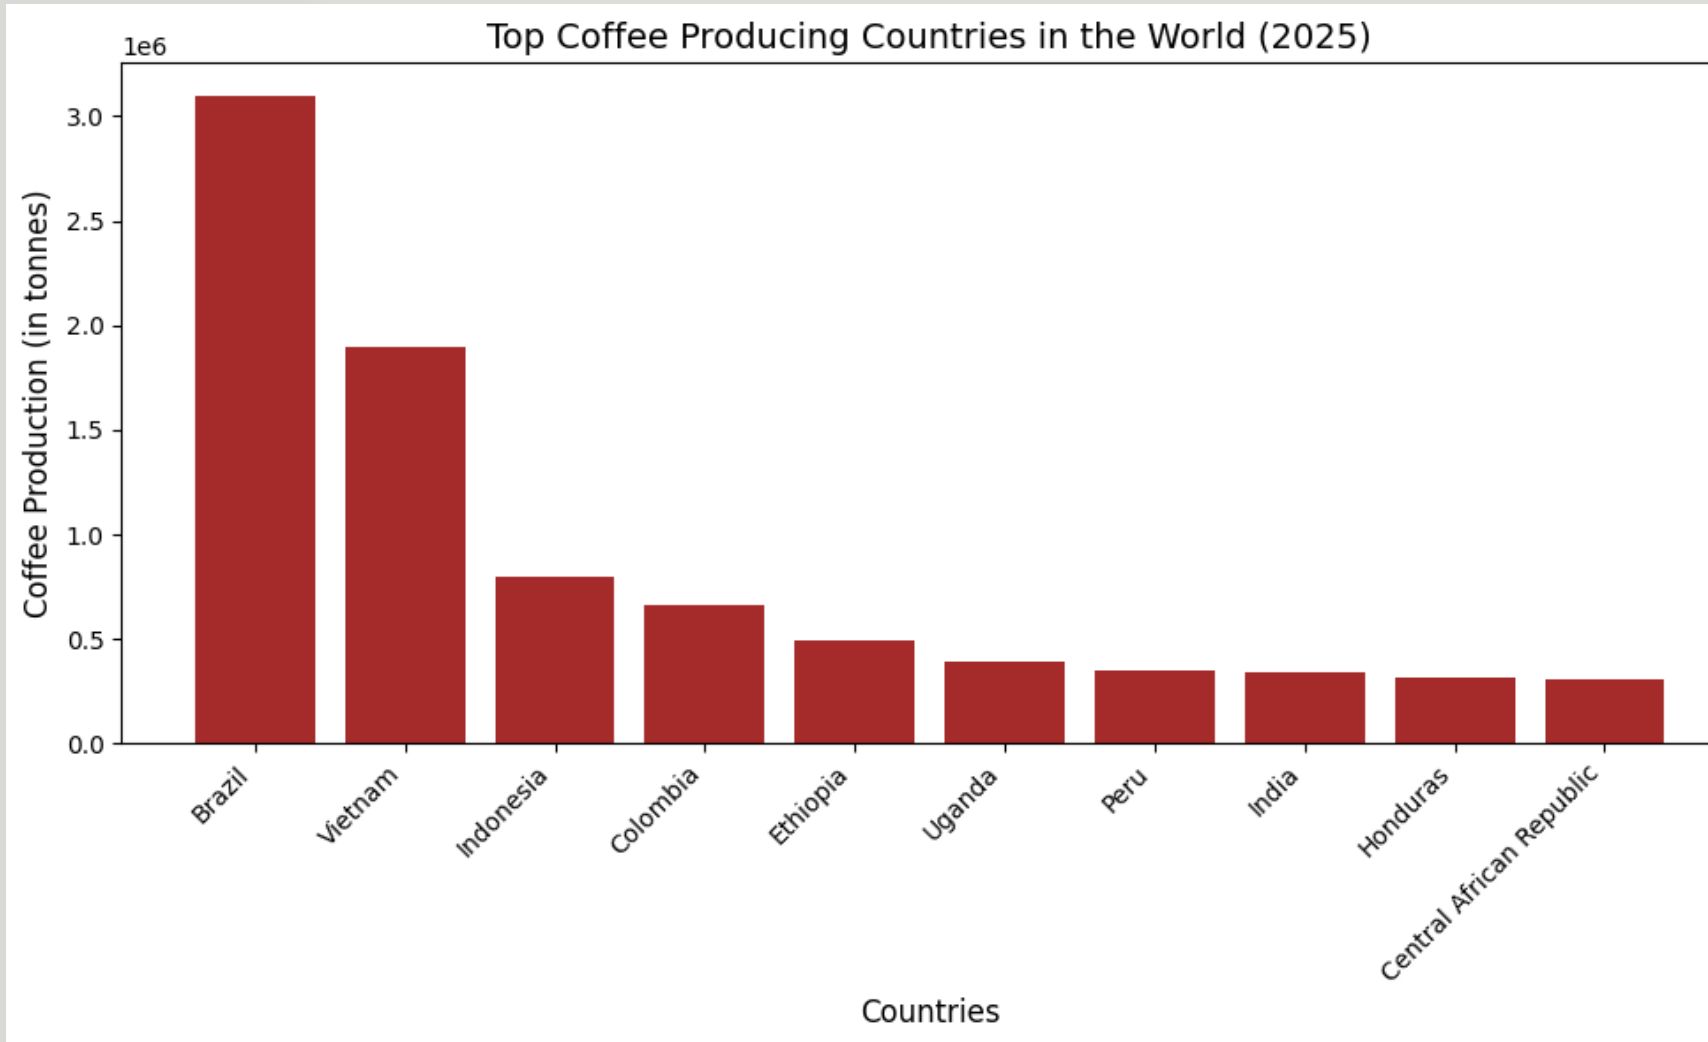 Top Coffee Producing Countries in the World (2025)
1e6
3.0
2.5
2.0
1.5
1.0
0.5
0.0
Coffee Production (in tonnes)
Brazil
Vietnam
Indonesia
Colombia
Ethiopia
Uganda
Peru
India
Honduras
Central African Republic
Countries